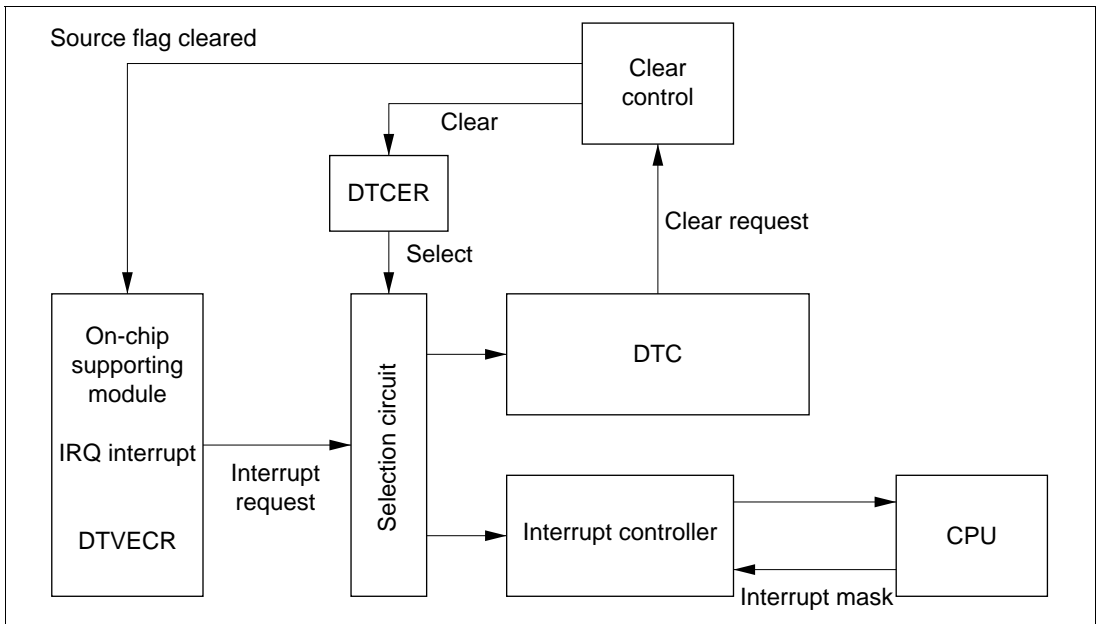 Source flag cleared
Clear
control
Clear
DTCER
Clear request
Select
On-chip
supporting
module
DTC
Selection circuit
IRQ interrupt
Interrupt
request
Interrupt controller
CPU
DTVECR
Interrupt mask